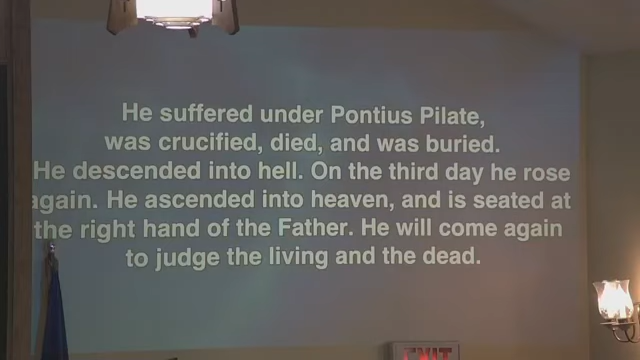 He suffered under Pontius Pilate,
was crucified, died, and was buried.
He descended into hell. On the third day he rose
again. He ascended into heaven, and is seated at
the right hand of the Father. He will come again
to judge the living and the dead.
EXIT